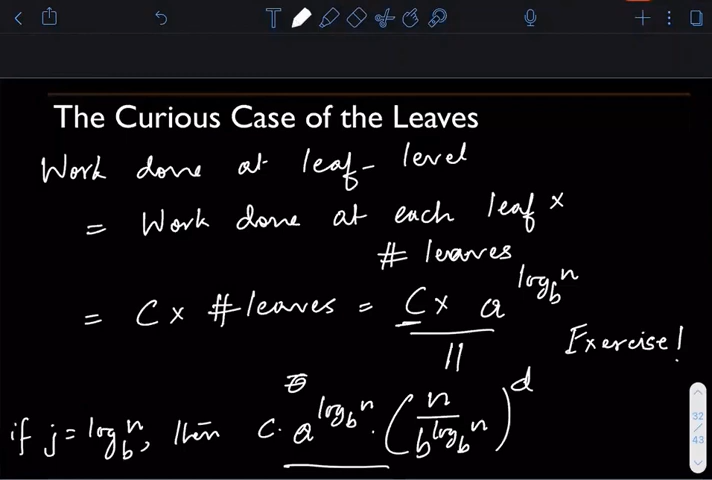 The Curious Case of the Leaves
Work done at leaf-level
= Work done at each leaf ×
# leaves
= C × # leaves = C × a^{log_b n}
Exercise!
if j = log_b n, then C. a^{log_b n} . (n / b^{log_b n})^d
32
/
43